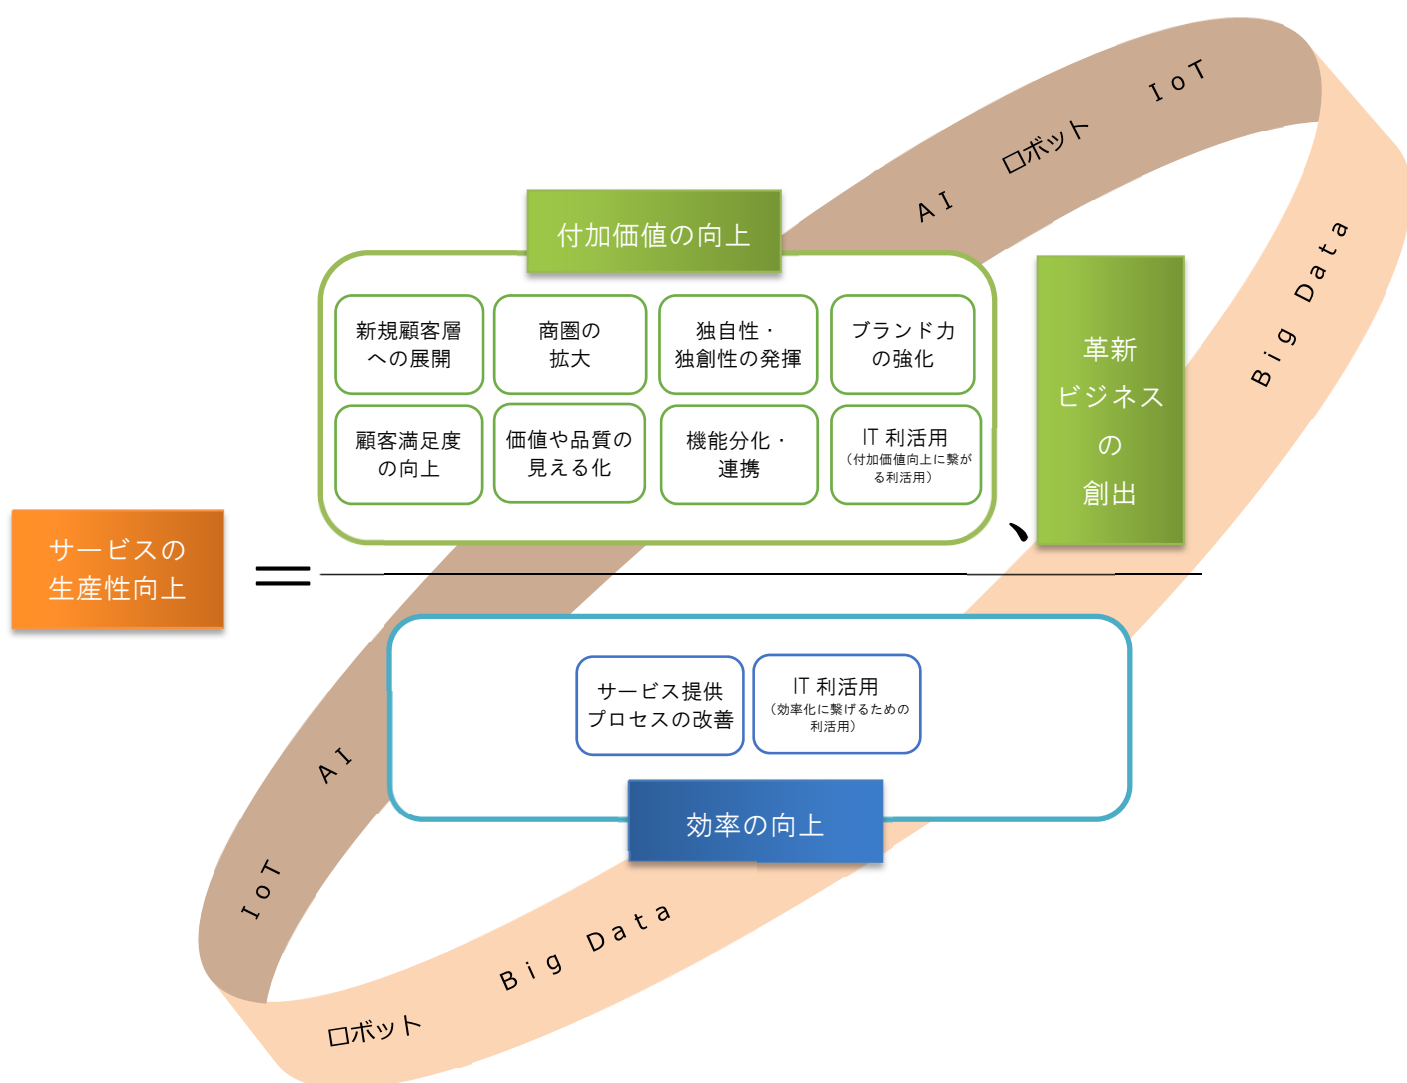 ＡＩ　ロボット　ＩｏＴ
Ｂｉｇ　Ｄａｔａ
付加価値の向上
新規顧客層
への展開
商圏の
拡大
独自性・
独創性の発揮
ブランド力
の強化
顧客満足度
の向上
価値や品質の
見える化
機能分化・
連携
IT 利活用
（付加価値向上に繋が
る利活用）
、
革新
ビジネス
の
創出
サービスの
生産性向上
＝
サービス提供
プロセスの改善
IT 利活用
（効率化に繋げるための
利活用）
効率の向上
ＡＩ
ＩｏＴ
ロボット　Ｂｉｇ　Ｄａｔａ